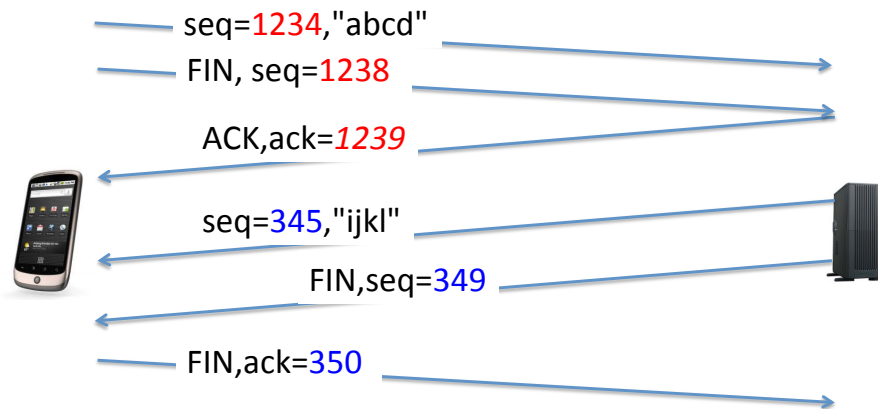 seq=1234,"abcd"
FIN, seq=1238
ACK,ack=1239
seq=345,"ijkl"
FIN,seq=349
FIN,ack=350